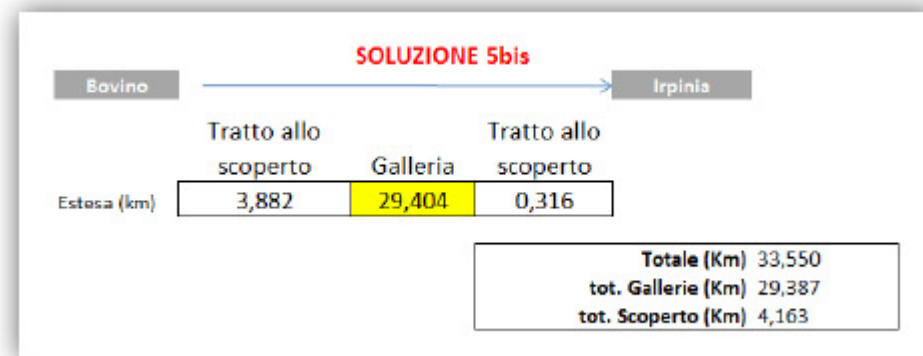 SOLUZIONE 5bis
Bovino Irpinia
Tratto allo Tratto allo
scoperto Galleria scoperto
Estesa (km) 3,882 29,404 0,316
Totale (Km) 33,550
tot. Gallerie (Km) 29,387
tot. Scoperto (Km) 4,163